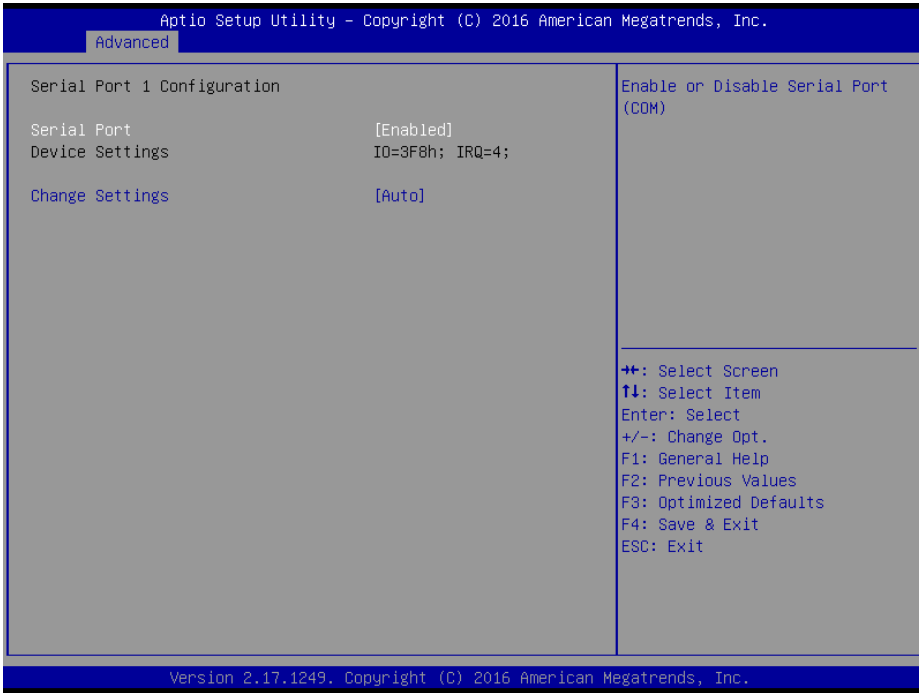 Aptio Setup Utility – Copyright (C) 2016 American Megatrends, Inc.
Advanced
Serial Port 1 Configuration
Serial Port [Enabled]
Device Settings IO=3F8h; IRQ=4;
Change Settings [Auto]
Enable or Disable Serial Port
(COM)
→←: Select Screen
↑↓: Select Item
Enter: Select
+/-: Change Opt.
F1: General Help
F2: Previous Values
F3: Optimized Defaults
F4: Save & Exit
ESC: Exit
Version 2.17.1249. Copyright (C) 2016 American Megatrends, Inc.